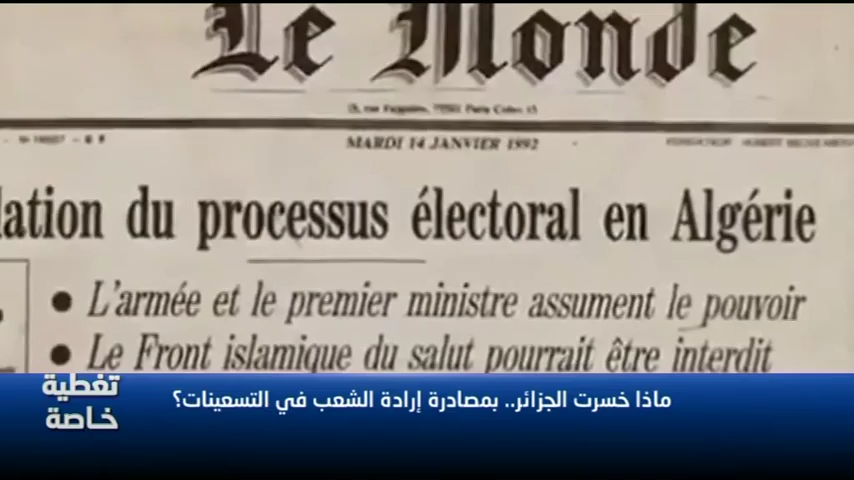 Le Monde
MARDI 14 JANVIER 1992
lation du processus électoral en Algérie
• L'armée et le premier ministre assument le pouvoir
• Le Front islamique du salut pourrait être interdit
ماذا خسرت الجزائر.. بمصادرة إرادة الشعب في التسعينات؟
تغطية
خاصة